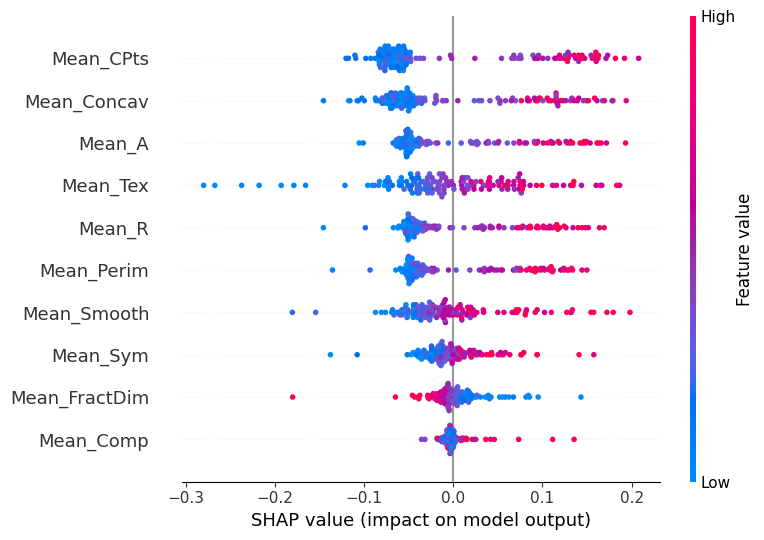 High
Mean_CPts
Mean_Concav
Mean_A
Mean_Tex
Mean_R
Mean_Perim
Mean_Smooth
Mean_Sym
Mean_FractDim
Mean_Comp
Feature value
Low
−0.3 −0.2 −0.1 0.0 0.1 0.2
SHAP value (impact on model output)